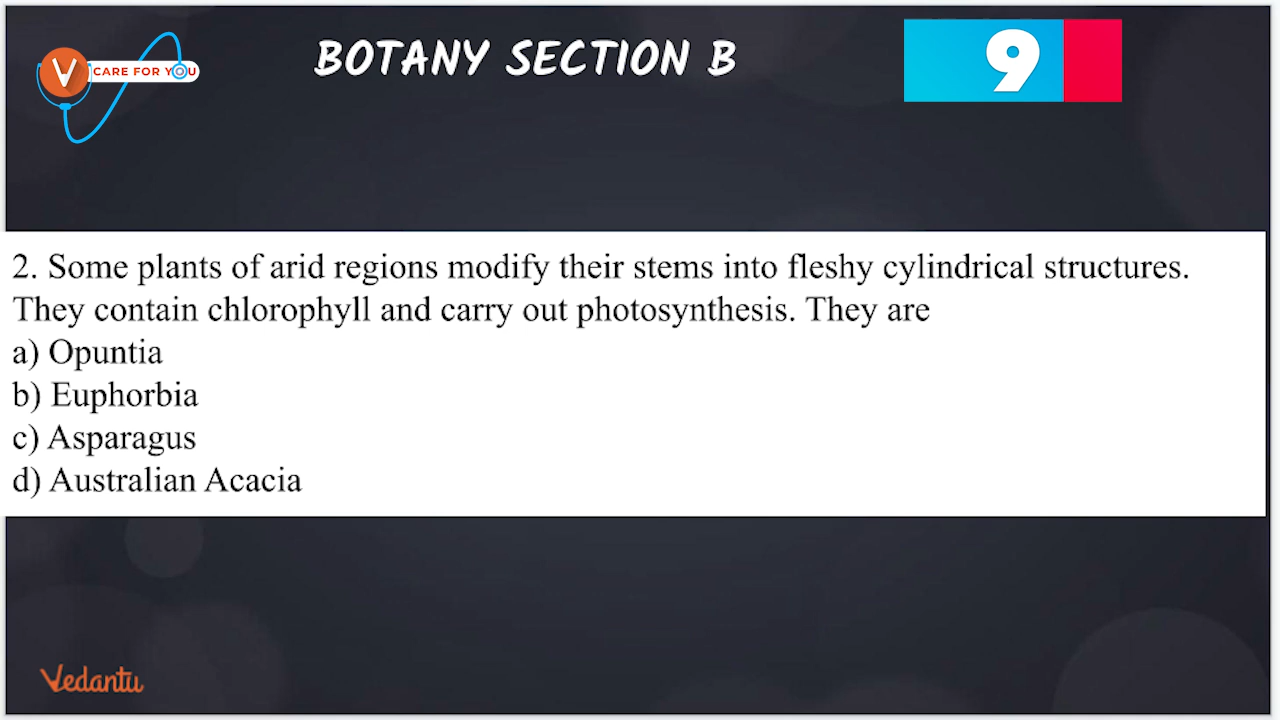 V CARE FOR YOU
BOTANY SECTION B
9
2. Some plants of arid regions modify their stems into fleshy cylindrical structures.
They contain chlorophyll and carry out photosynthesis. They are
a) Opuntia
b) Euphorbia
c) Asparagus
d) Australian Acacia
Vedantu